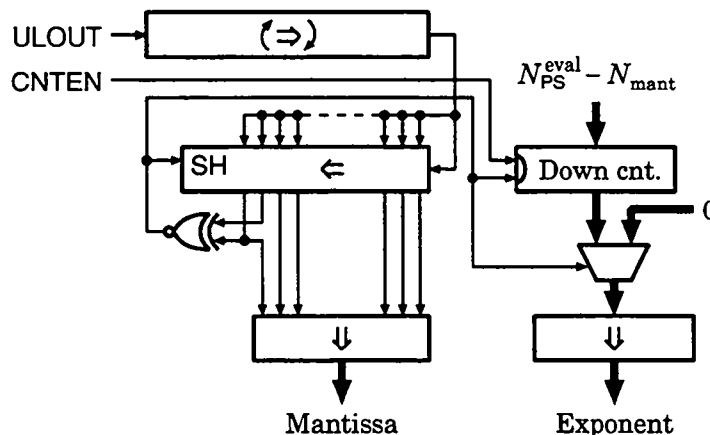 ULOUT
CNTEN
N_PS^eval − N_mant
SH
Down cnt.
Mantissa
Exponent